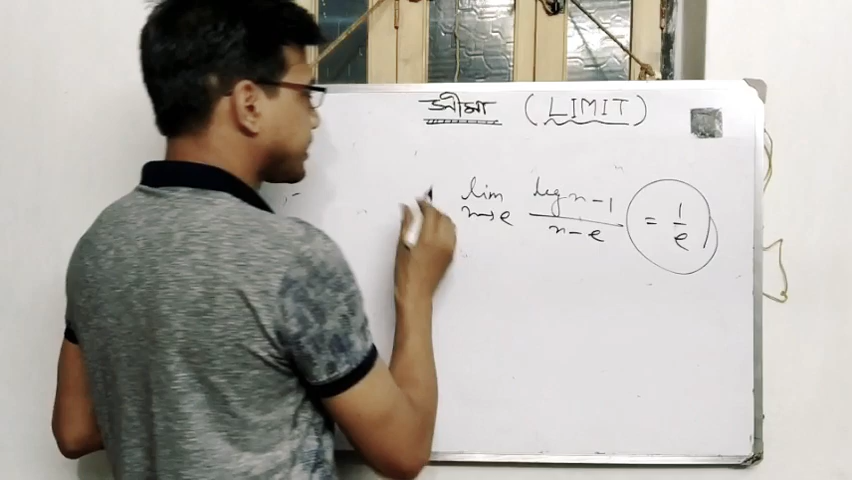 সীমা (LIMIT)
lim x→e (log x - 1)/(x - e) = 1/e